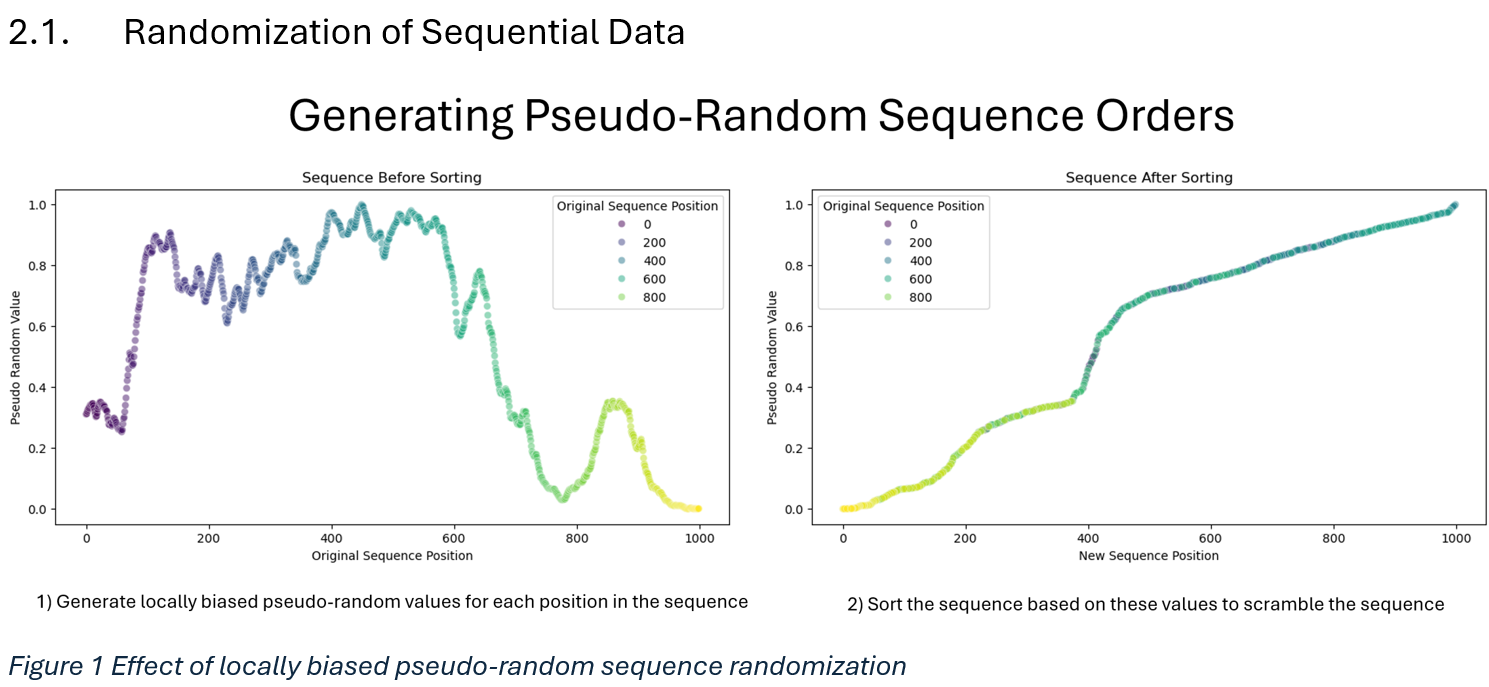 2.1. Randomization of Sequential Data
Generating Pseudo-Random Sequence Orders
Sequence Before Sorting
Pseudo Random Value
1.0
0.8
0.6
0.4
0.2
0.0
Original Sequence Position
0
200
400
600
800
0 200 400 600 800 1000
Original Sequence Position
1) Generate locally biased pseudo-random values for each position in the sequence
Sequence After Sorting
Pseudo Random Value
1.0
0.8
0.6
0.4
0.2
0.0
Original Sequence Position
0
200
400
600
800
0 200 400 600 800 1000
New Sequence Position
2) Sort the sequence based on these values to scramble the sequence
Figure 1 Effect of locally biased pseudo-random sequence randomization